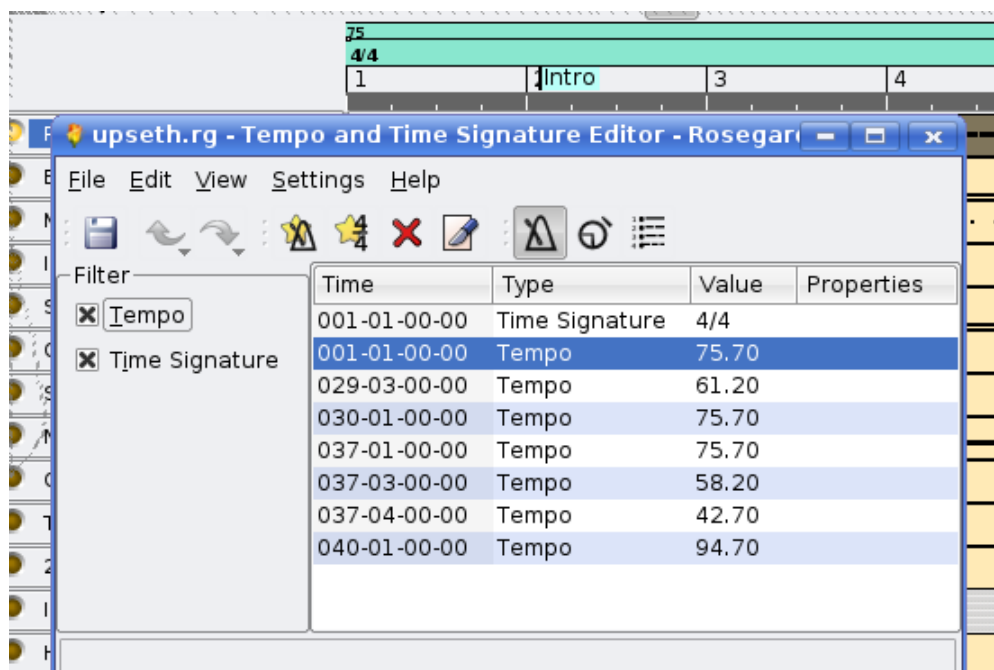 75
4/4
1 2 Intro 3 4
upseth.rg - Tempo and Time Signature Editor - Rosegar
File Edit View Settings Help
Filter
Tempo
Time Signature
Time Type Value Properties
001-01-00-00 Time Signature 4/4
001-01-00-00 Tempo 75.70
029-03-00-00 Tempo 61.20
030-01-00-00 Tempo 75.70
037-01-00-00 Tempo 75.70
037-03-00-00 Tempo 58.20
037-04-00-00 Tempo 42.70
040-01-00-00 Tempo 94.70